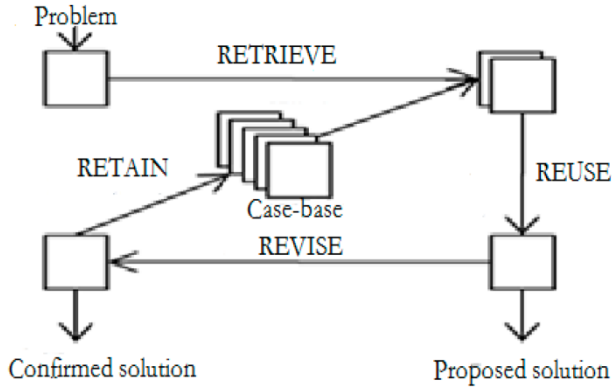 Problem
RETRIEVE
RETAIN
REUSE
Case-base
REVISE
Confirmed solution
Proposed solution